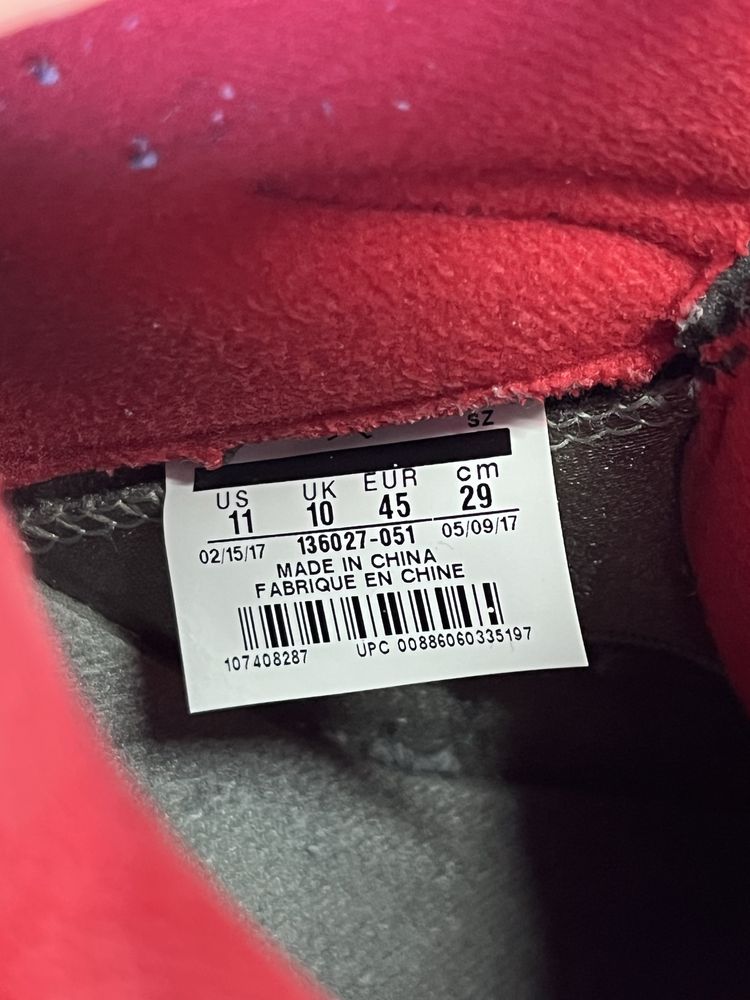 SZ
US UK EUR cm
11 10 45 29
02/15/17 136027-051 05/09/17
MADE IN CHINA
FABRIQUE EN CHINE
107408287 UPC 00886060335197